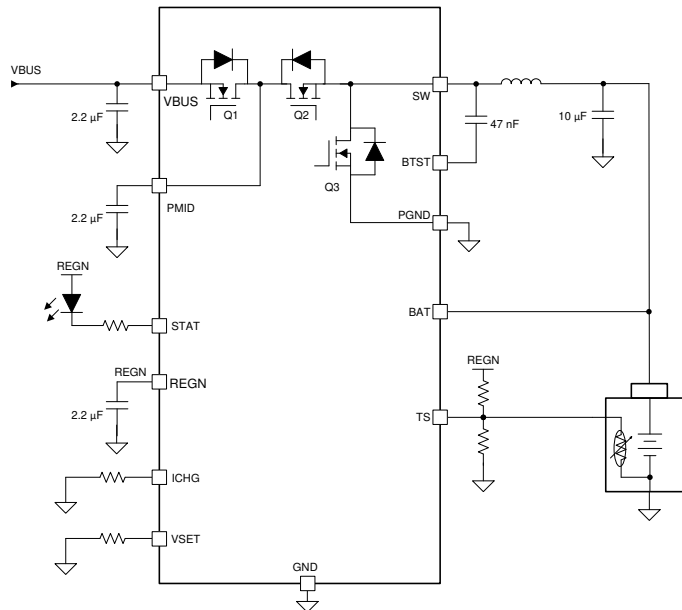 VBUS
2.2 µF
VBUS
Q1
Q2
SW
47 nF
10 µF
BTST
Q3
2.2 µF
PMID
PGND
REGN
STAT
BAT
REGN
REGN
REGN
2.2 µF
TS
ICHG
VSET
GND